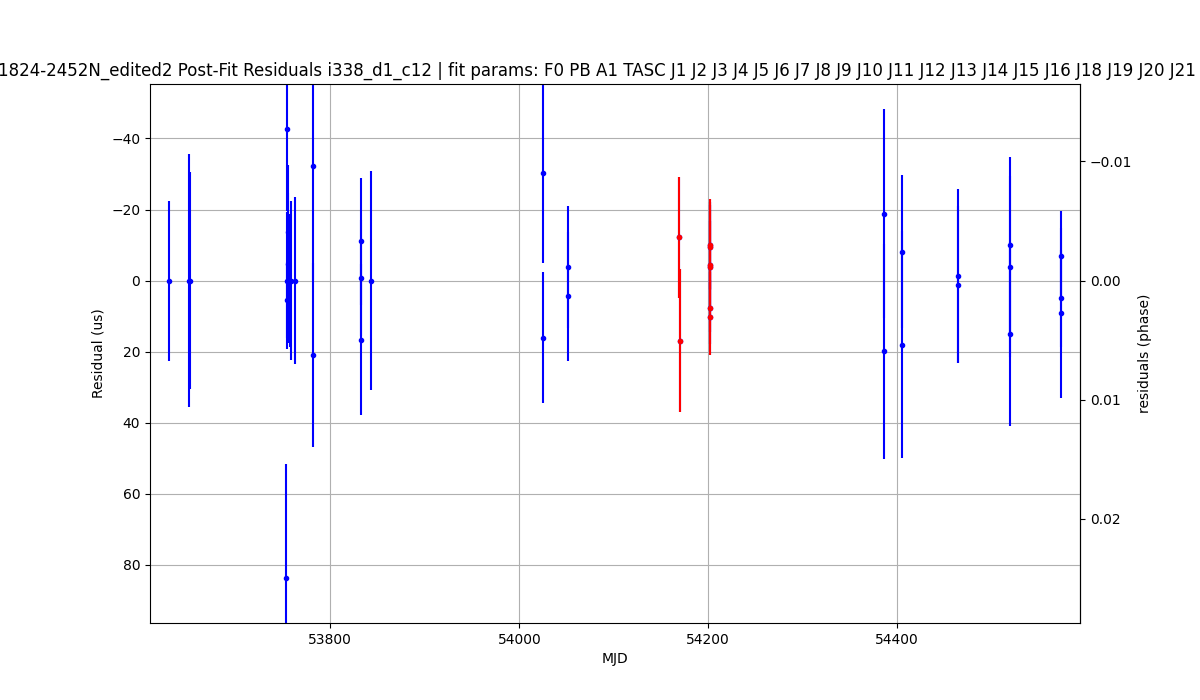 1824-2452N_edited2 Post-Fit Residuals i338_d1_c12 | fit params: F0 PB A1 TASC J1 J2 J3 J4 J5 J6 J7 J8 J9 J10 J11 J12 J13 J14 J15 J16 J18 J19 J20 J21
−40
−20
0
20
40
60
80
Residual (us)
−0.01
0.00
0.01
0.02
residuals (phase)
53800 54000 54200 54400
MJD